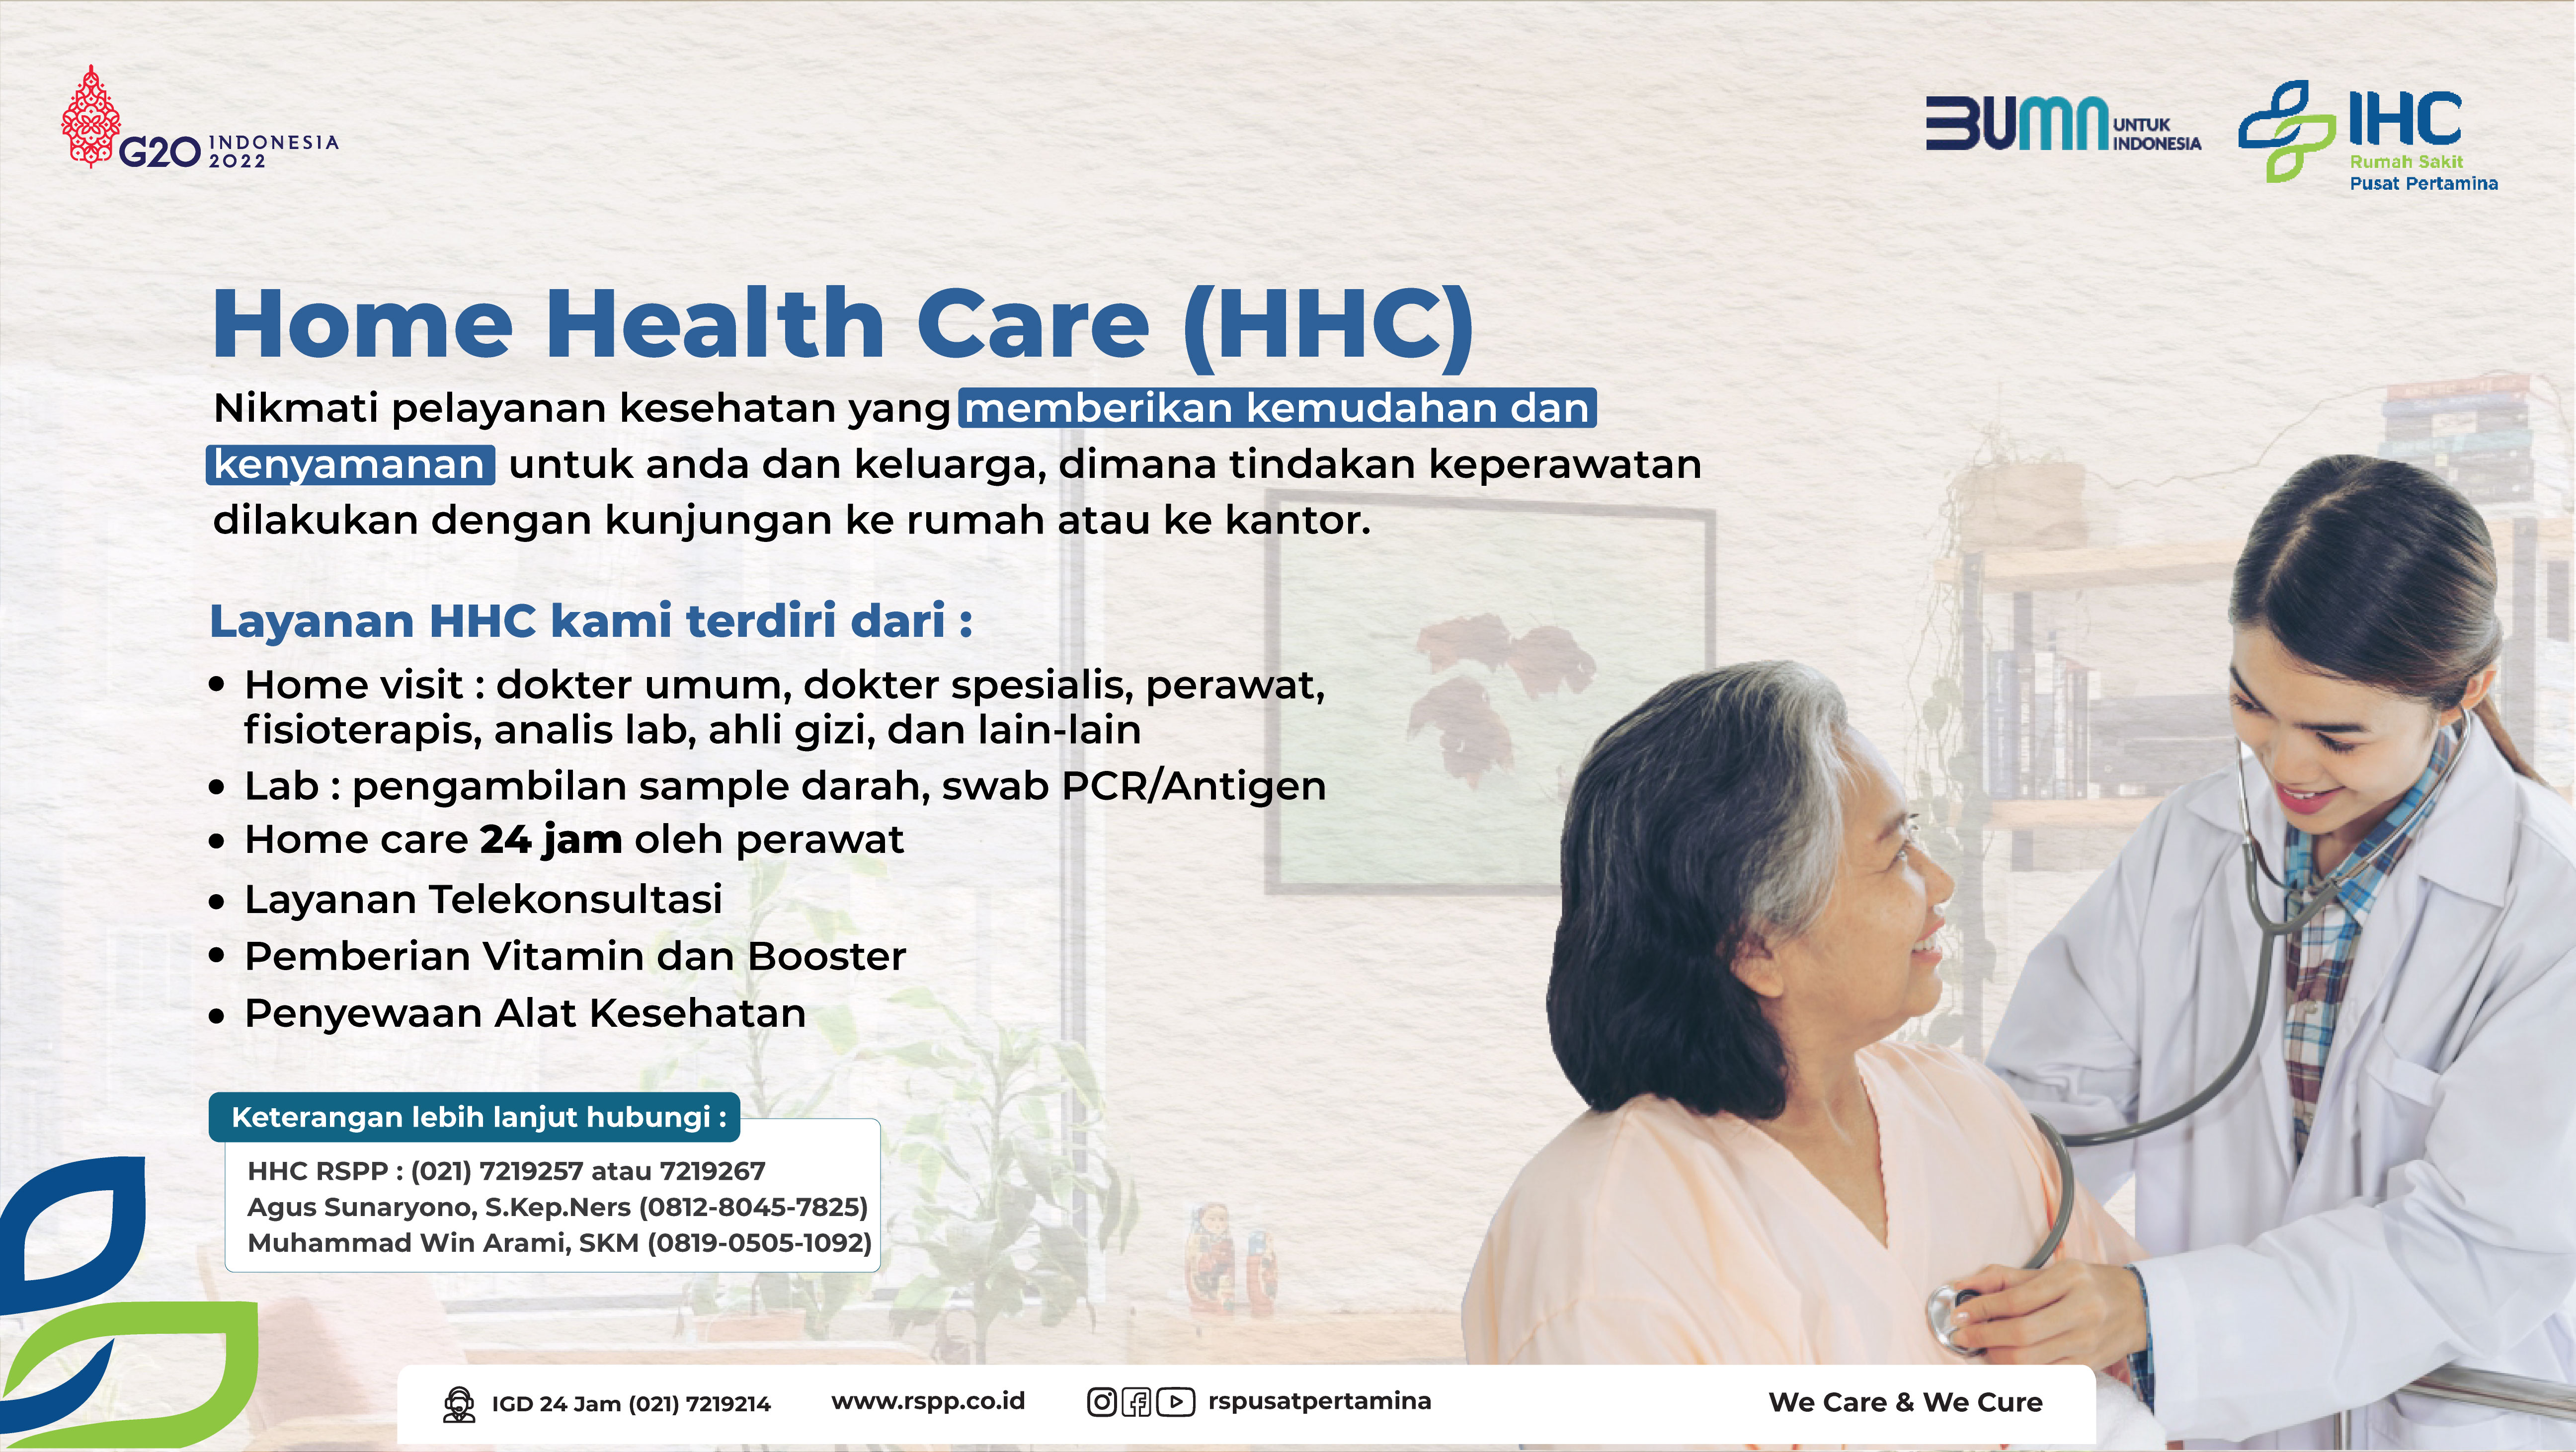 G20 INDONESIA
2022
BUMN UNTUK
INDONESIA
IHC
Rumah Sakit
Pusat Pertamina
Home Health Care (HHC)
Nikmati pelayanan kesehatan yang memberikan kemudahan dan
kenyamanan untuk anda dan keluarga, dimana tindakan keperawatan
dilakukan dengan kunjungan ke rumah atau ke kantor.
Layanan HHC kami terdiri dari :
• Home visit : dokter umum, dokter spesialis, perawat,
fisioterapis, analis lab, ahli gizi, dan lain-lain
• Lab : pengambilan sample darah, swab PCR/Antigen
• Home care 24 jam oleh perawat
• Layanan Telekonsultasi
• Pemberian Vitamin dan Booster
• Penyewaan Alat Kesehatan
Keterangan lebih lanjut hubungi :
HHC RSPP : (021) 7219257 atau 7219267
Agus Sunaryono, S.Kep.Ners (0812-8045-7825)
Muhammad Win Arami, SKM (0819-0505-1092)
IGD 24 Jam (021) 7219214 www.rspp.co.id rspusatpertamina We Care & We Cure